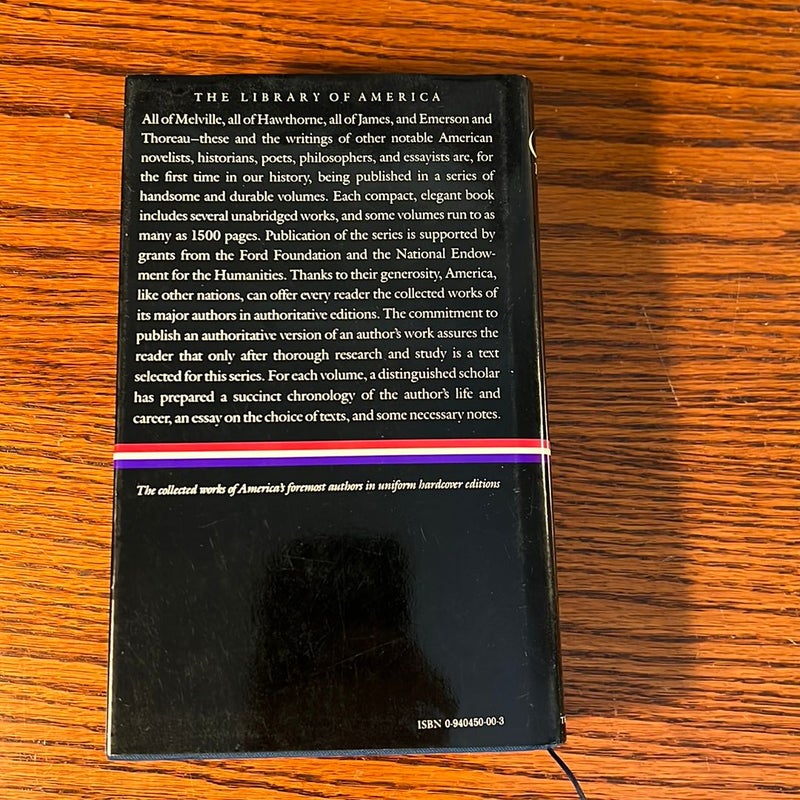 THE LIBRARY OF AMERICA
All of Melville, all of Hawthorne, all of James, and Emerson and
Thoreau—these and the writings of other notable American
novelists, historians, poets, philosophers, and essayists are, for
the first time in our history, being published in a series of
handsome and durable volumes. Each compact, elegant book
includes several unabridged works, and some volumes run to as
many as 1500 pages. Publication of the series is supported by
grants from the Ford Foundation and the National Endow-
ment for the Humanities. Thanks to their generosity, America,
like other nations, can offer every reader the collected works of
its major authors in authoritative editions. The commitment to
publish an authoritative version of an author's work assures the
reader that only after thorough research and study is a text
selected for this series. For each volume, a distinguished scholar
has prepared a succinct chronology of the author's life and
career, an essay on the choice of texts, and some necessary notes.
The collected works of America's foremost authors in uniform hardcover editions
ISBN 0-940450-00-3